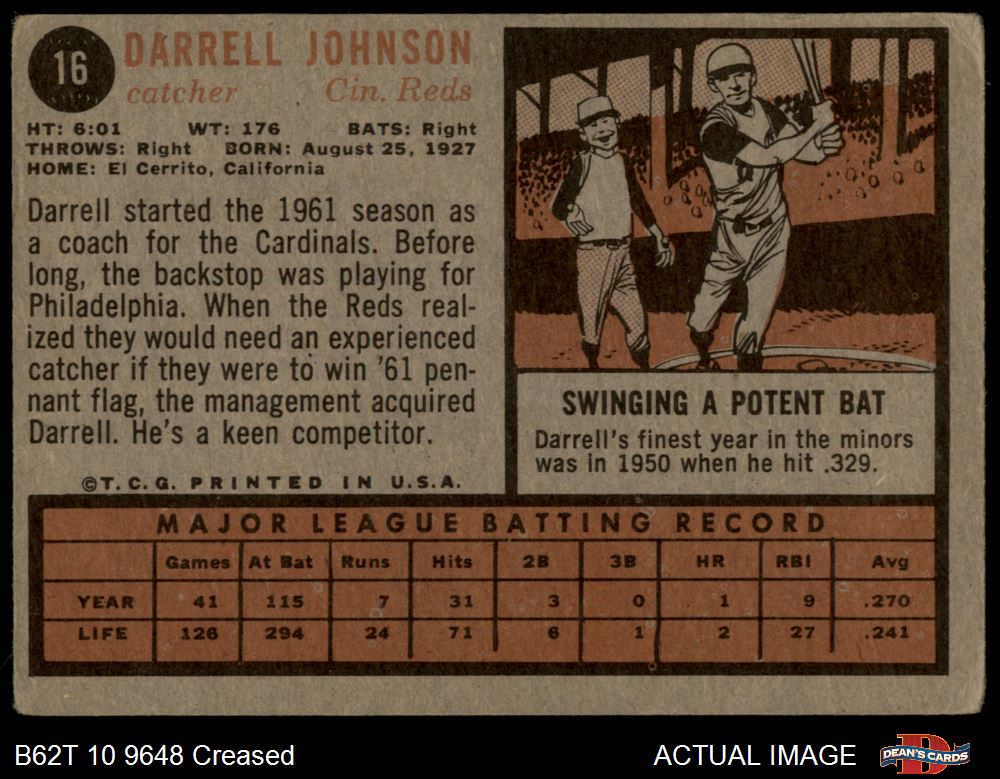 16
DARRELL JOHNSON
catcher Cin. Reds
HT: 6:01 WT: 176 BATS: Right
THROWS: Right BORN: August 25, 1927
HOME: El Cerrito, California
Darrell started the 1961 season as
a coach for the Cardinals. Before
long, the backstop was playing for
Philadelphia. When the Reds real-
ized they would need an experienced
catcher if they were to win '61 pen-
nant flag, the management acquired
Darrell. He's a keen competitor.
©T.C.G. PRINTED IN U.S.A.
SWINGING A POTENT BAT
Darrell's finest year in the minors
was in 1950 when he hit .329.
MAJOR LEAGUE BATTING RECORD
Games At Bat Runs Hits 2B 3B HR RBI Avg
YEAR 41 115 7 31 3 0 1 9 .270
LIFE 126 294 24 71 6 1 2 27 .241
B62T 10 9648 Creased
ACTUAL IMAGE
D
DEAN'S CARDS